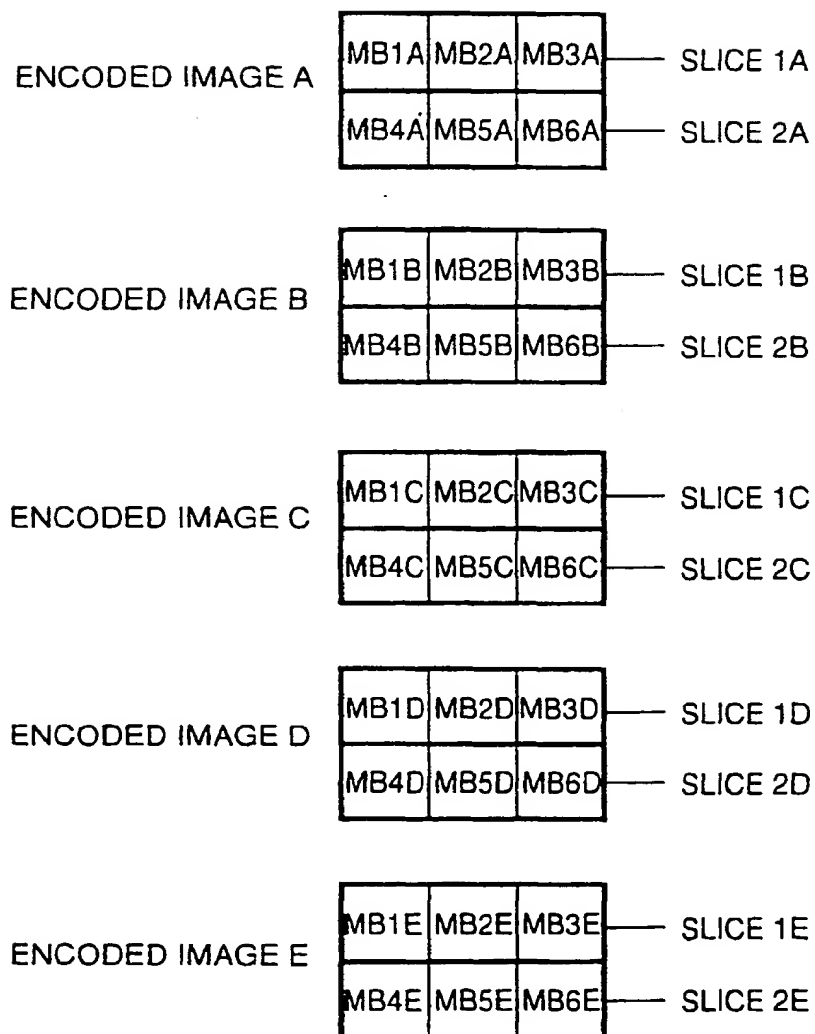 MB1A MB2A MB3A SLICE 1A
ENCODED IMAGE A
MB4A MB5A MB6A SLICE 2A
MB1B MB2B MB3B SLICE 1B
ENCODED IMAGE B
MB4B MB5B MB6B SLICE 2B
MB1C MB2C MB3C SLICE 1C
ENCODED IMAGE C
MB4C MB5C MB6C SLICE 2C
MB1D MB2D MB3D SLICE 1D
ENCODED IMAGE D
MB4D MB5D MB6D SLICE 2D
MB1E MB2E MB3E SLICE 1E
ENCODED IMAGE E
MB4E MB5E MB6E SLICE 2E